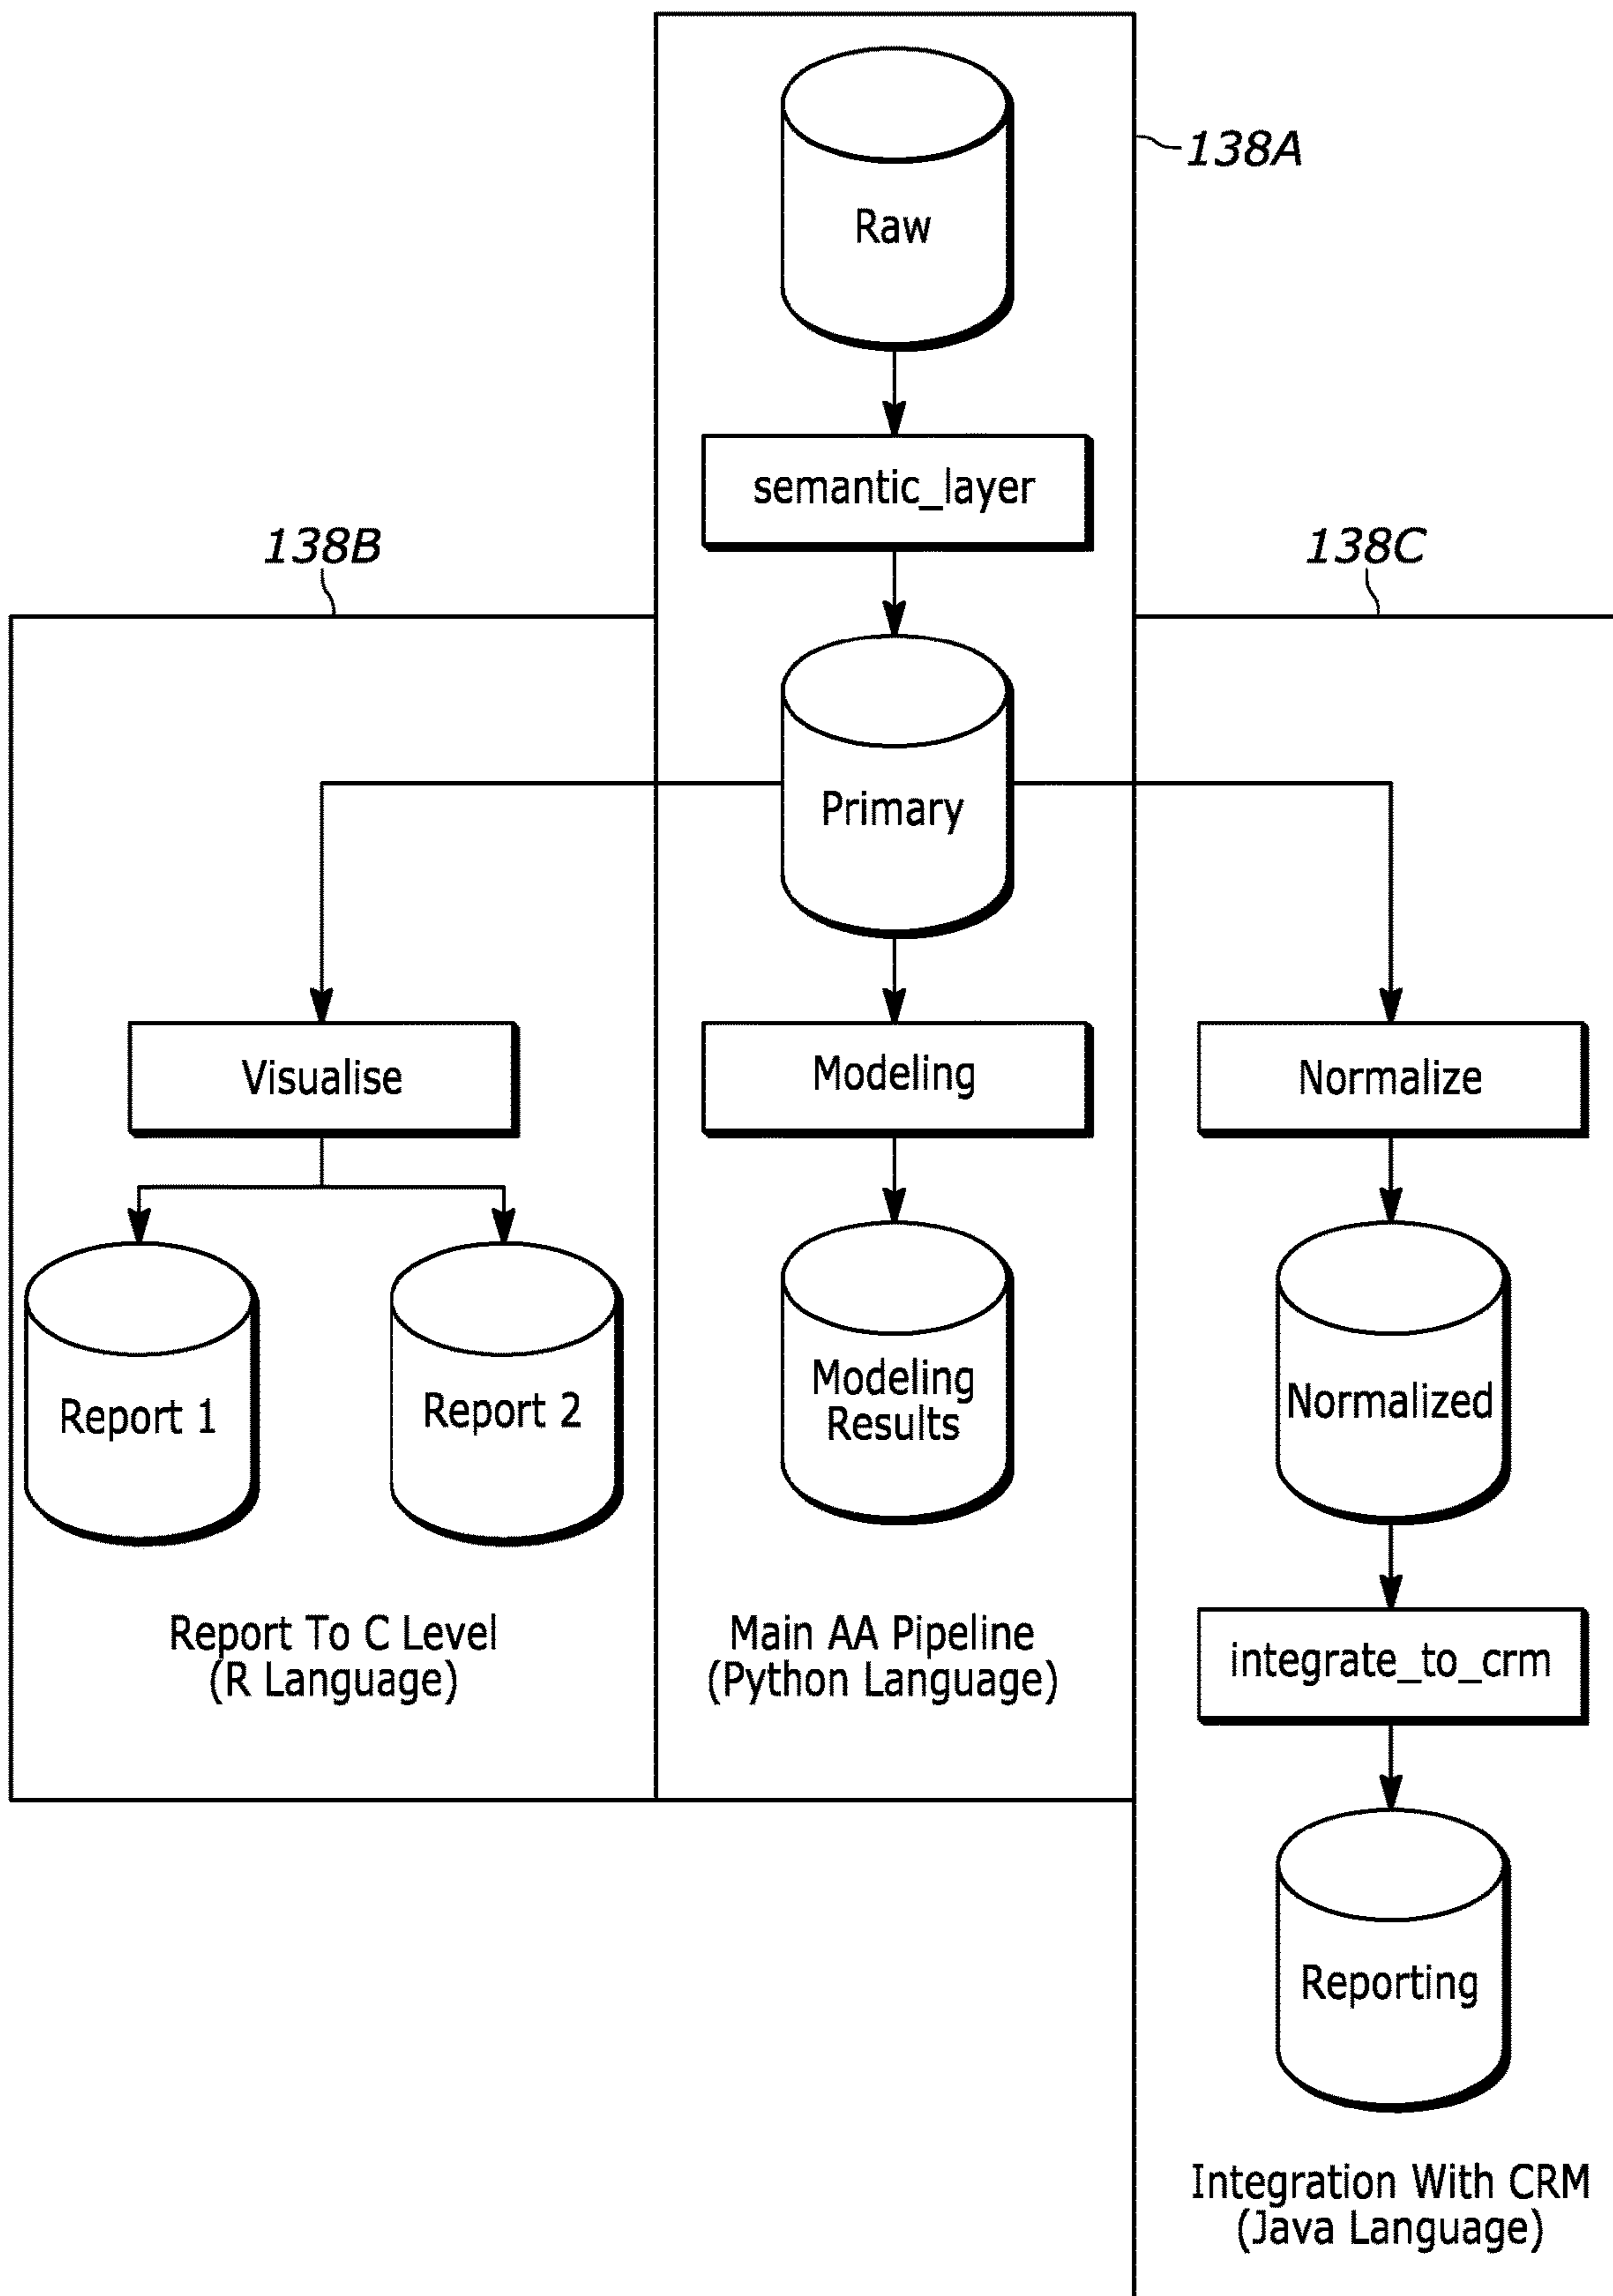 138A
Raw
semantic_layer
138B
138C
Primary
Visualise
Modeling
Normalize
Report 1
Report 2
Modeling
Results
Normalized
Report To C Level
(R Language)
Main AA Pipeline
(Python Language)
integrate_to_crm
Reporting
Integration With CRM
(Java Language)